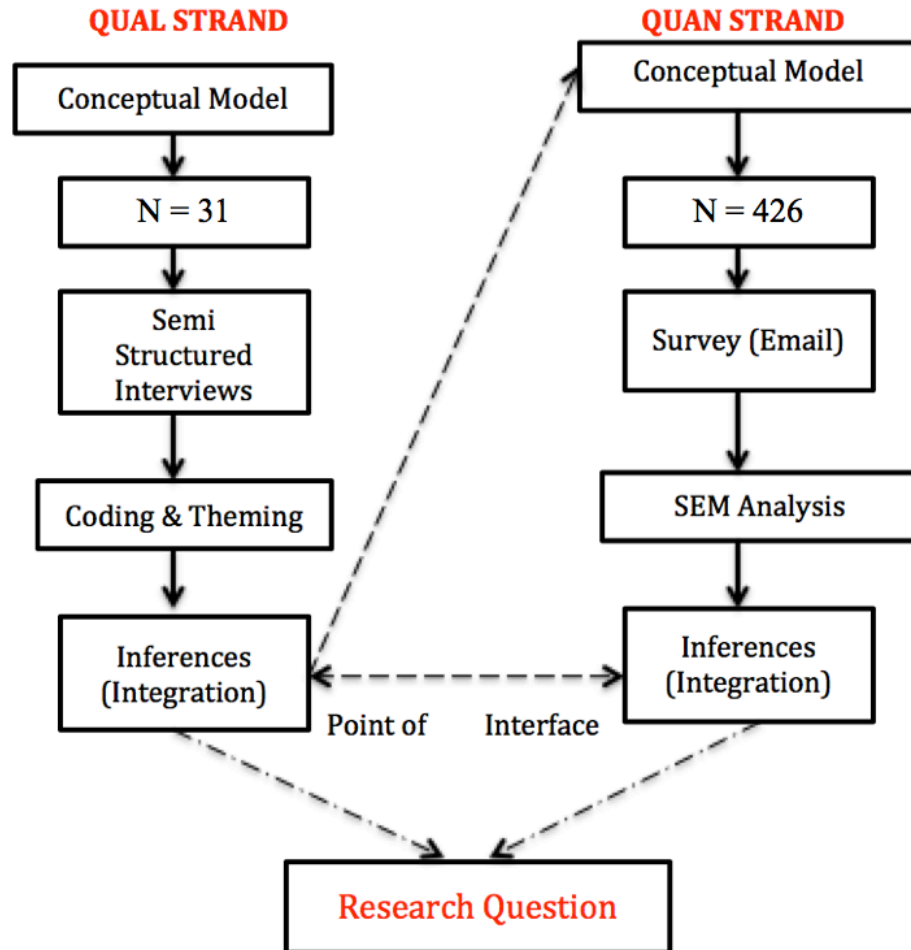 QUAL STRAND
Conceptual Model
N = 31
Semi
Structured
Interviews
Coding & Theming
Inferences
(Integration)
QUAN STRAND
Conceptual Model
N = 426
Survey (Email)
SEM Analysis
Inferences
(Integration)
Point of Interface
Research Question